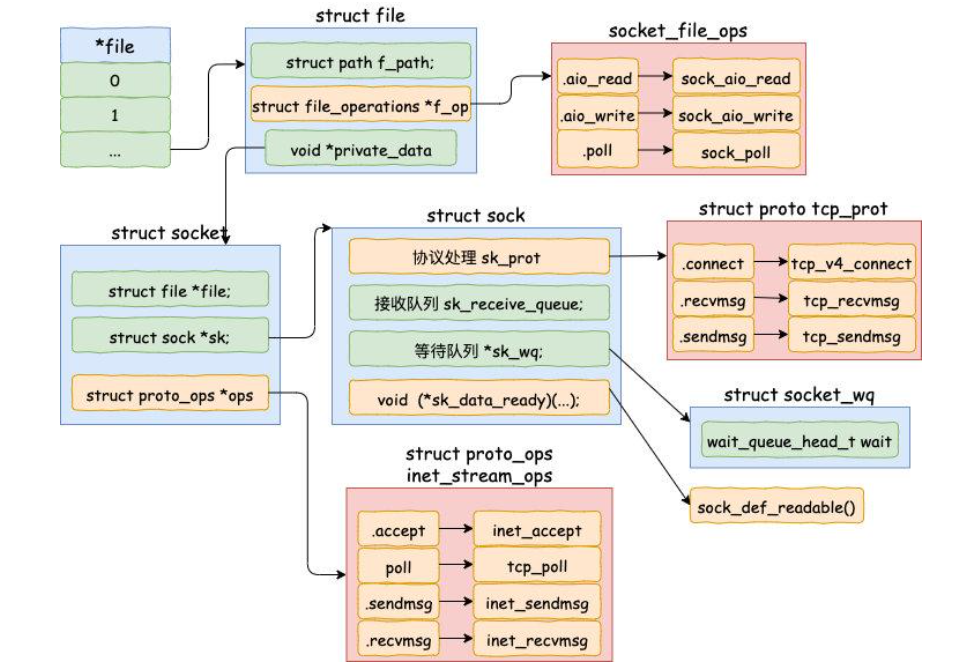 *file
0
1
...
struct file
struct path f_path;
struct file_operations *f_op
void *private_data
socket_file_ops
.aio_read
sock_aio_read
.aio_write
sock_aio_write
.poll
sock_poll
struct socket
struct file *file;
struct sock *sk;
struct proto_ops *ops
struct sock
协议处理 sk_prot
接收队列 sk_receive_queue;
等待队列 *sk_wq;
void (*sk_data_ready)(...);
struct proto tcp_prot
.connect
tcp_v4_connect
.recvmsg
tcp_recvmsg
.sendmsg
tcp_sendmsg
struct socket_wq
wait_queue_head_t wait
sock_def_readable()
struct proto_ops
inet_stream_ops
.accept
inet_accept
poll
tcp_poll
.sendmsg
inet_sendmsg
.recvmsg
inet_recvmsg